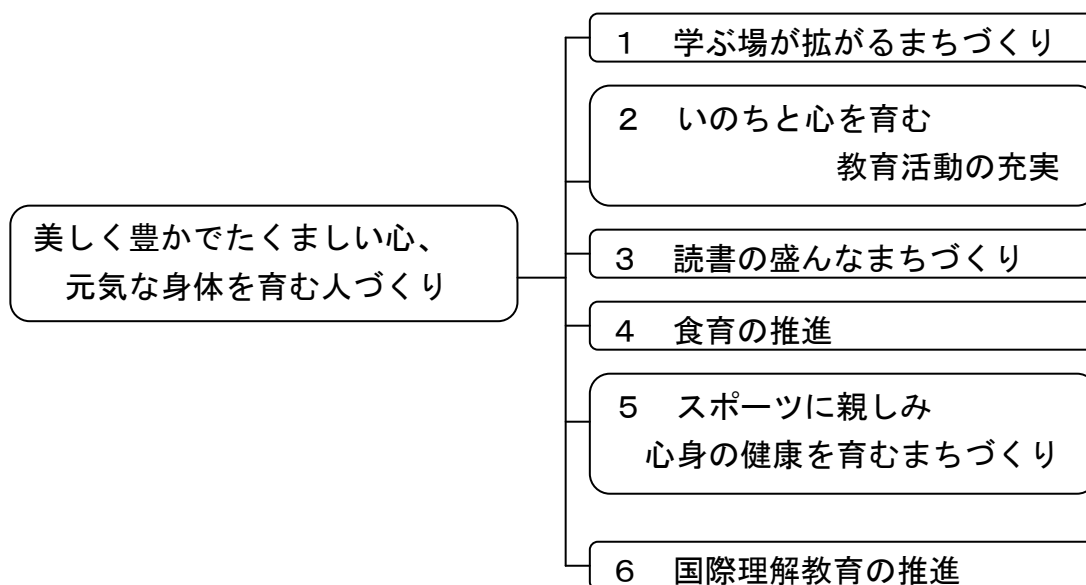 美しく豊かでたくましい心、
元気な身体を育む人づくり
１　学ぶ場が拡がるまちづくり
２　いのちと心を育む
教育活動の充実
３　読書の盛んなまちづくり
４　食育の推進
５　スポーツに親しみ
心身の健康を育むまちづくり
６　国際理解教育の推進